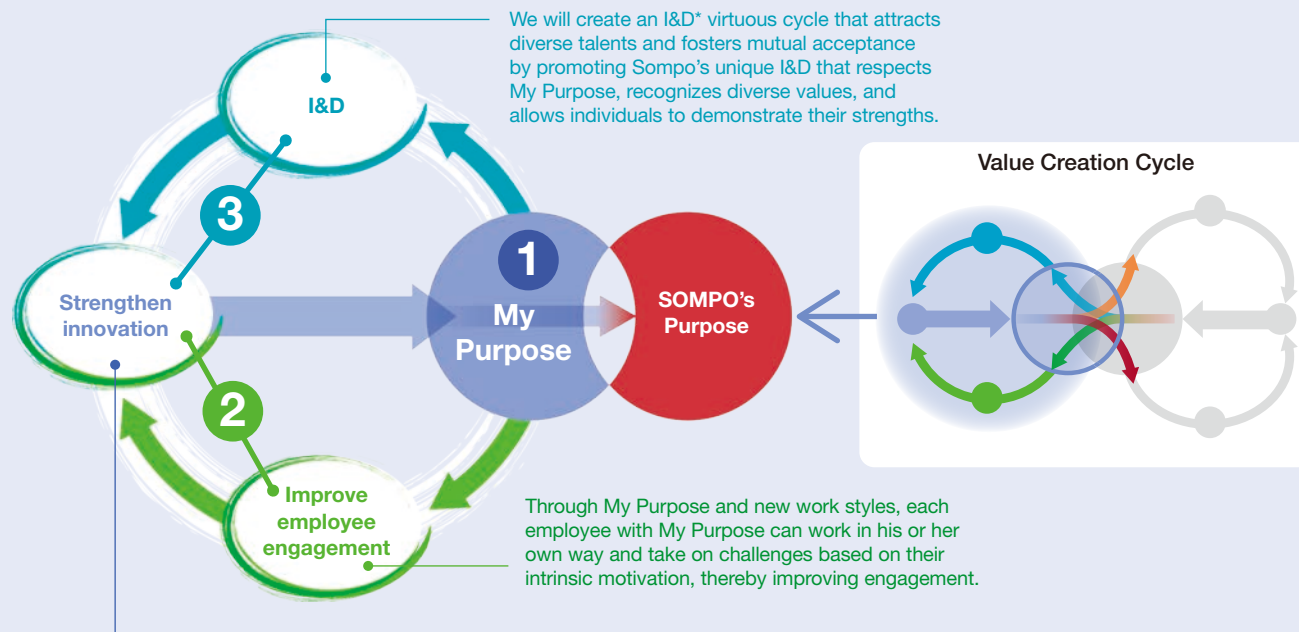 We will create an I&D* virtuous cycle that attracts
diverse talents and fosters mutual acceptance
by promoting Sompo's unique I&D that respects
My Purpose, recognizes diverse values, and
allows individuals to demonstrate their strengths.
I&D
3
Strengthen
innovation
1
My
Purpose
SOMPO's
Purpose
Value Creation Cycle
2
Improve
employee
engagement
Through My Purpose and new work styles, each
employee with My Purpose can work in his or her
own way and take on challenges based on their
intrinsic motivation, thereby improving engagement.